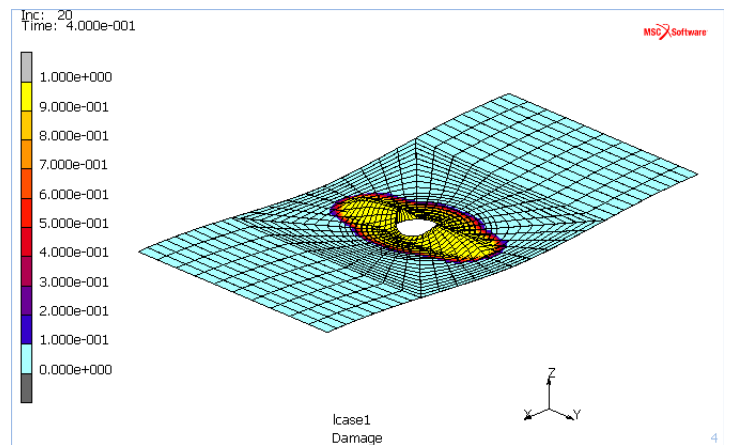 Inc: 20
Time: 4.000e-001
MSC Software
1.000e+000
9.000e-001
8.000e-001
7.000e-001
6.000e-001
5.000e-001
4.000e-001
3.000e-001
2.000e-001
1.000e-001
0.000e+000
Z
X Y
lcase1
Damage
4